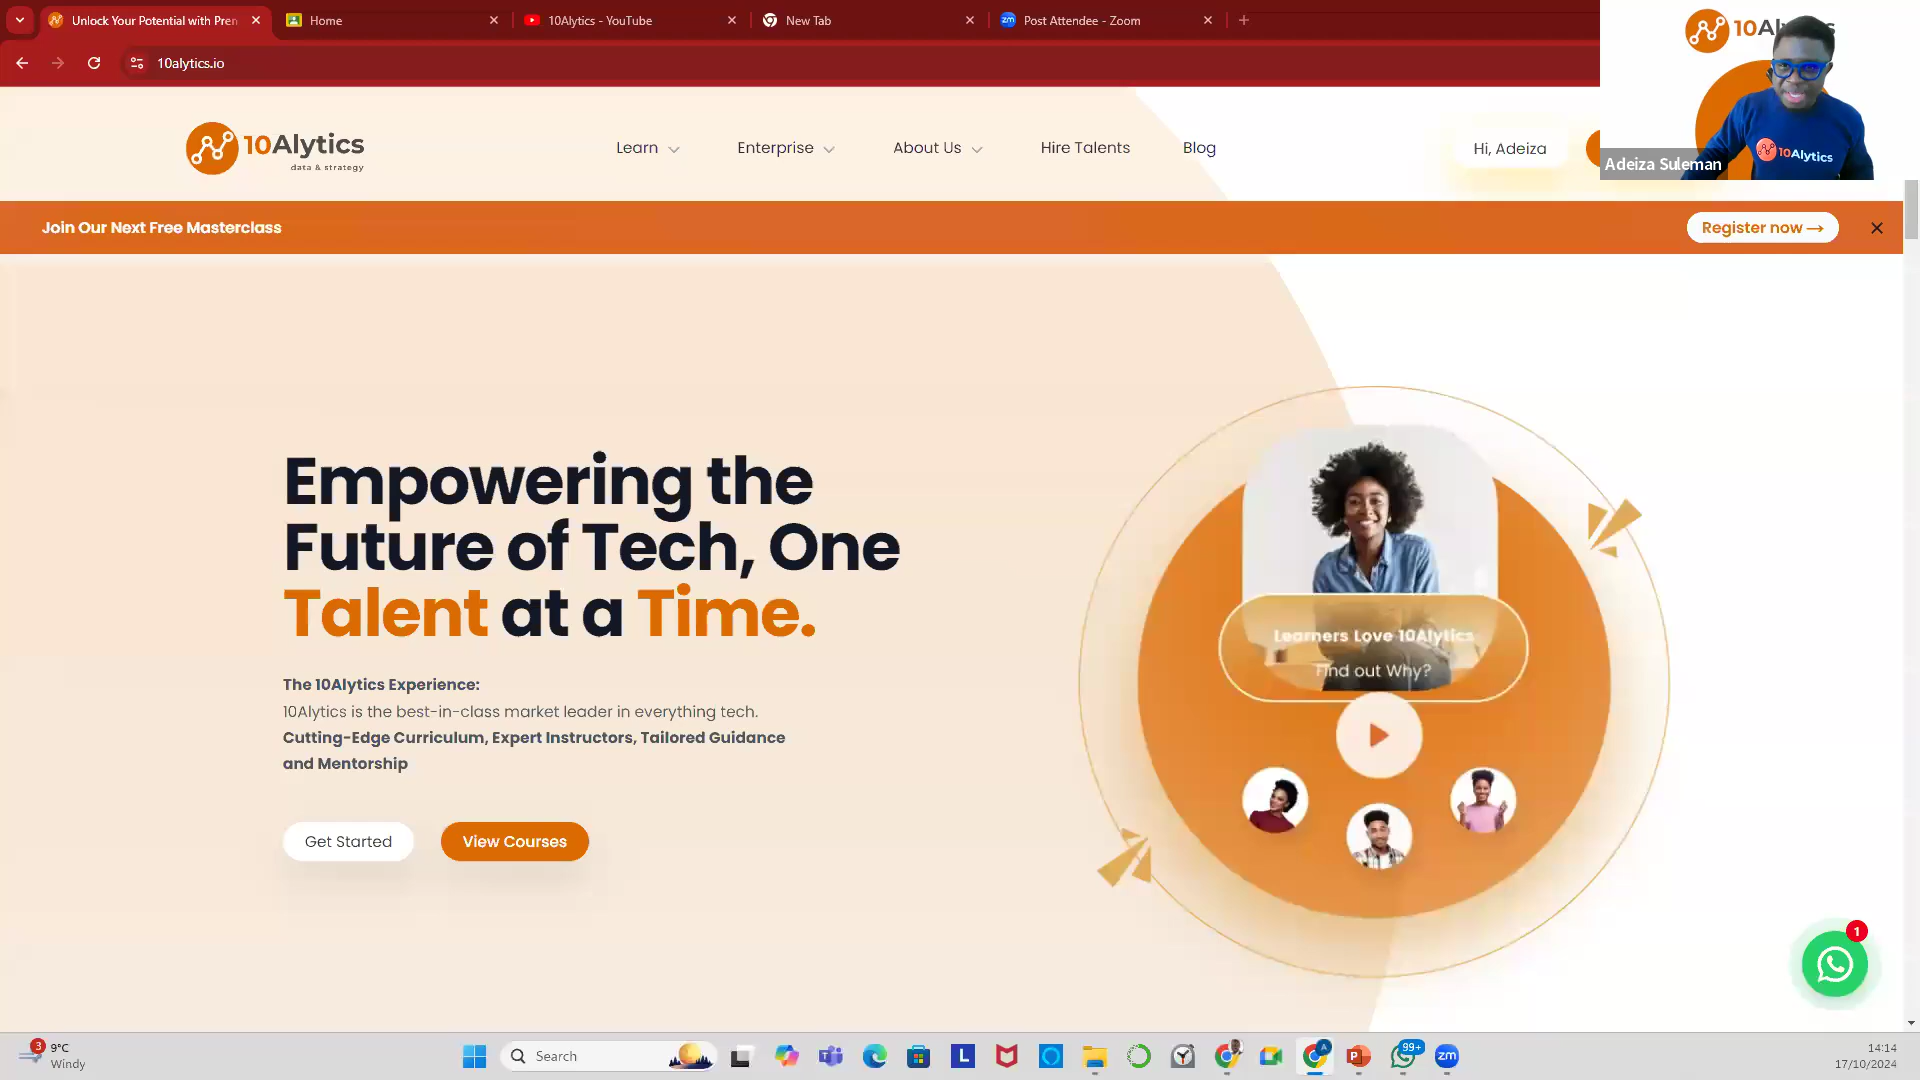 Unlock Your Potential with Pren
Home
10Alytics - YouTube
New Tab
Post Attendee - Zoom
10alytics.io
10Alytics
data & strategy
Learn
Enterprise
About Us
Hire Talents
Blog
Hi, Adeiza
Adeiza Suleman
10Alytics
Join Our Next Free Masterclass
Register now →
Empowering the
Future of Tech, One
Talent at a Time.
The 10Alytics Experience:
10Alytics is the best-in-class market leader in everything tech.
Cutting-Edge Curriculum, Expert Instructors, Tailored Guidance
and Mentorship
Get Started
View Courses
Learners Love 10Alytics
Find out Why?
1
3
9°C
Windy
Search
99+
14:14
17/10/2024